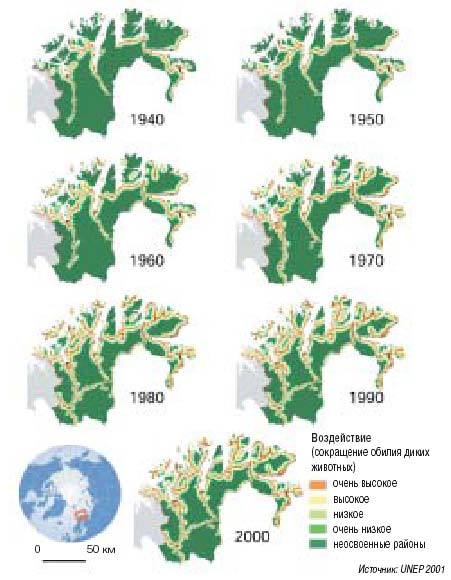 1940
1950
1960
1970
1980
1990
2000
Воздействие
(сокращение обилия диких
животных)
очень высокое
высокое
низкое
очень низкое
неосвоенные районы
0 50 км
Источник: UNEP 2001